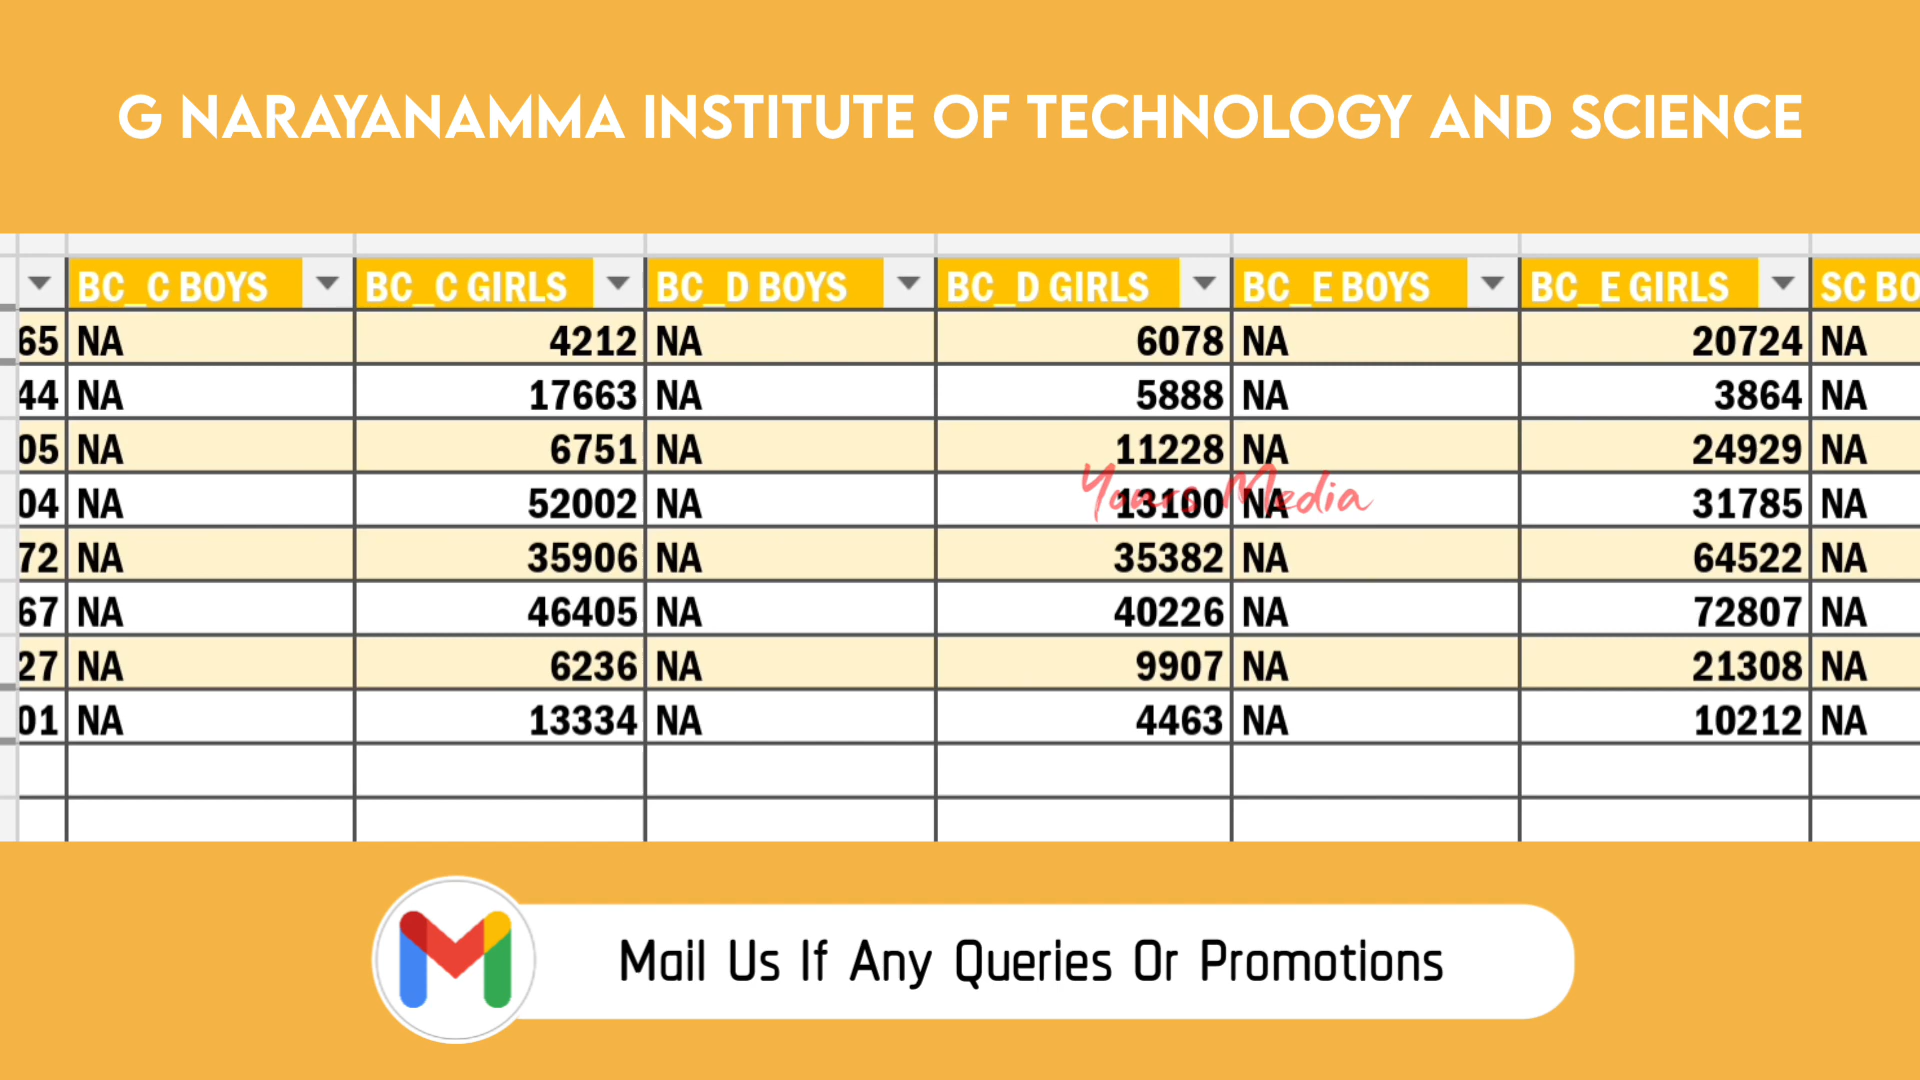 G NARAYANAMMA INSTITUTE OF TECHNOLOGY AND SCIENCE
BC_C BOYS BC_C GIRLS BC_D BOYS BC_D GIRLS BC_E BOYS BC_E GIRLS SC BO
65 NA 4212 NA 6078 NA 20724 NA
44 NA 17663 NA 5888 NA 3864 NA
05 NA 6751 NA 11228 NA 24929 NA
04 NA 52002 NA 13100 NA 31785 NA
Yours Media
72 NA 35906 NA 35382 NA 64522 NA
67 NA 46405 NA 40226 NA 72807 NA
27 NA 6236 NA 9907 NA 21308 NA
01 NA 13334 NA 4463 NA 10212 NA
Mail Us If Any Queries Or Promotions